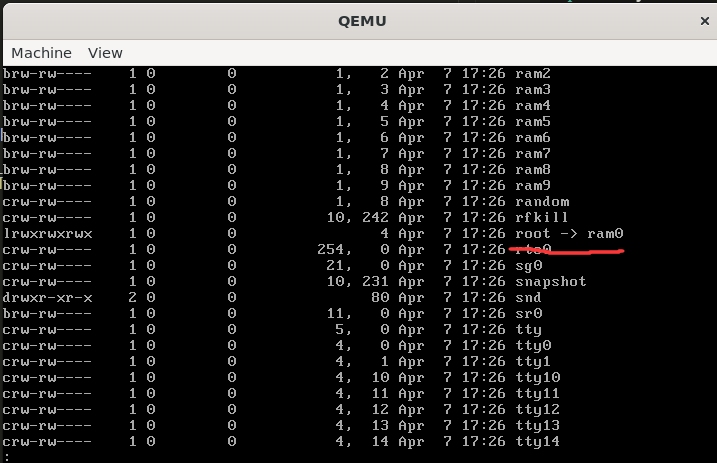 QEMU
×
Machine View
brw-rw---- 1 0 0 1, 2 Apr 7 17:26 ram2
brw-rw---- 1 0 0 1, 3 Apr 7 17:26 ram3
brw-rw---- 1 0 0 1, 4 Apr 7 17:26 ram4
brw-rw---- 1 0 0 1, 5 Apr 7 17:26 ram5
brw-rw---- 1 0 0 1, 6 Apr 7 17:26 ram6
brw-rw---- 1 0 0 1, 7 Apr 7 17:26 ram7
brw-rw---- 1 0 0 1, 8 Apr 7 17:26 ram8
brw-rw---- 1 0 0 1, 9 Apr 7 17:26 ram9
crw-rw---- 1 0 0 1, 8 Apr 7 17:26 random
crw-rw---- 1 0 0 10, 242 Apr 7 17:26 rfkill
lrwxrwxrwx 1 0 0 4 Apr 7 17:26 root -> ram0
crw-rw---- 1 0 0 254, 0 Apr 7 17:26 rtc0
crw-rw---- 1 0 0 21, 0 Apr 7 17:26 sg0
crw-rw---- 1 0 0 10, 231 Apr 7 17:26 snapshot
drwxr-xr-x 2 0 0 80 Apr 7 17:26 snd
brw-rw---- 1 0 0 11, 0 Apr 7 17:26 sr0
crw-rw---- 1 0 0 5, 0 Apr 7 17:26 tty
crw-rw---- 1 0 0 4, 0 Apr 7 17:26 tty0
crw-rw---- 1 0 0 4, 1 Apr 7 17:26 tty1
crw-rw---- 1 0 0 4, 10 Apr 7 17:26 tty10
crw-rw---- 1 0 0 4, 11 Apr 7 17:26 tty11
crw-rw---- 1 0 0 4, 12 Apr 7 17:26 tty12
crw-rw---- 1 0 0 4, 13 Apr 7 17:26 tty13
crw-rw---- 1 0 0 4, 14 Apr 7 17:26 tty14
: